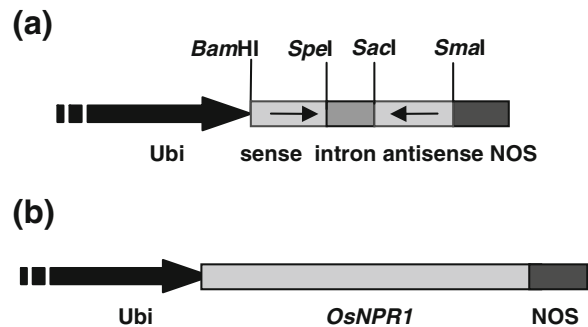 (a)
BamHI SpeI SacI SmaI
Ubi sense intron antisense NOS
(b)
Ubi OsNPR1 NOS